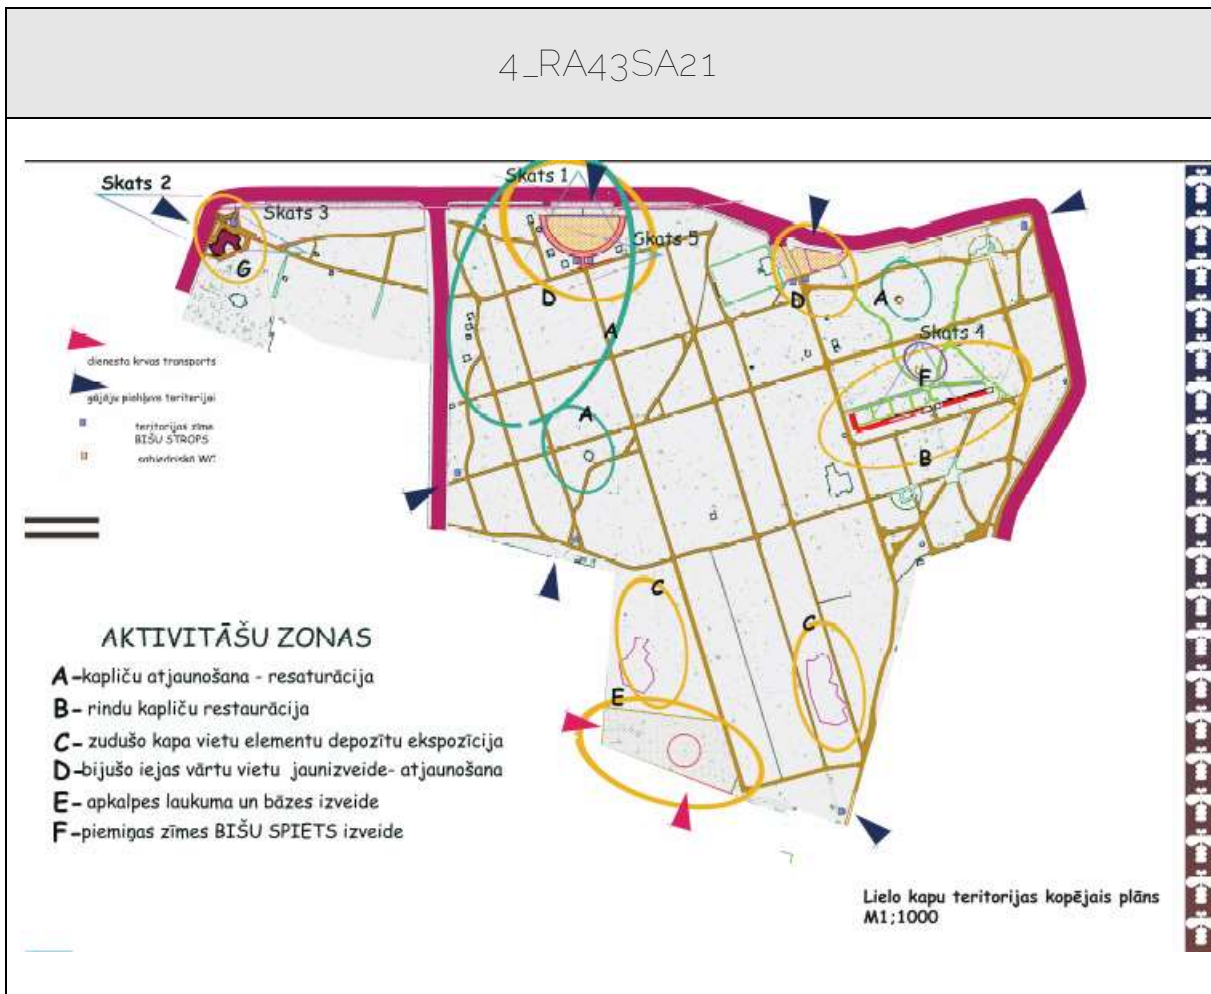 4_RA43SA21
Skats 2
Skats 1
Skats 3
Skats 5
G
D
D
A
A
Skats 4
A
F
B
dienesta krvas transports
gājāju piekļuve teritorijai
teritorijas zīme
BIŠU STROPS
sabiedriskā WC
C
C
E
AKTIVITĀŠU ZONAS
A-kapliču atjaunošana - resaturācija
B- rindu kapliču restaurācija
C- zudušo kapa vietu elementu depozītu ekspozīcija
D-bijušo iejas vārtu vietu jaunizveide- atjaunošana
E- apkalpes laukuma un bāzes izveide
F-piemiņas zīmes BIŠU SPIETS izveide
Lielo kapu teritorijas kopējais plāns
M1;1000